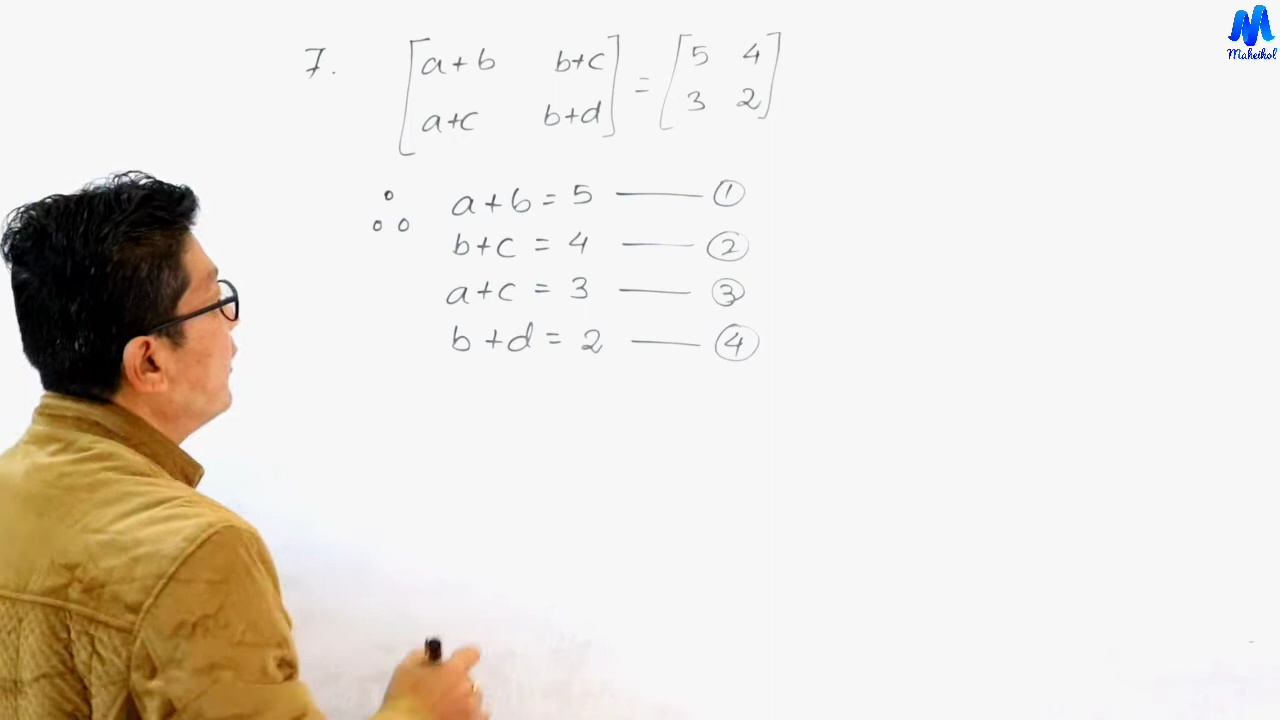 Maheikol
7. [a+b b+c
a+c b+d] = [5 4
3 2]
∴ a+b = 5 —— ①
b+c = 4 —— ②
a+c = 3 —— ③
b+d = 2 —— ④